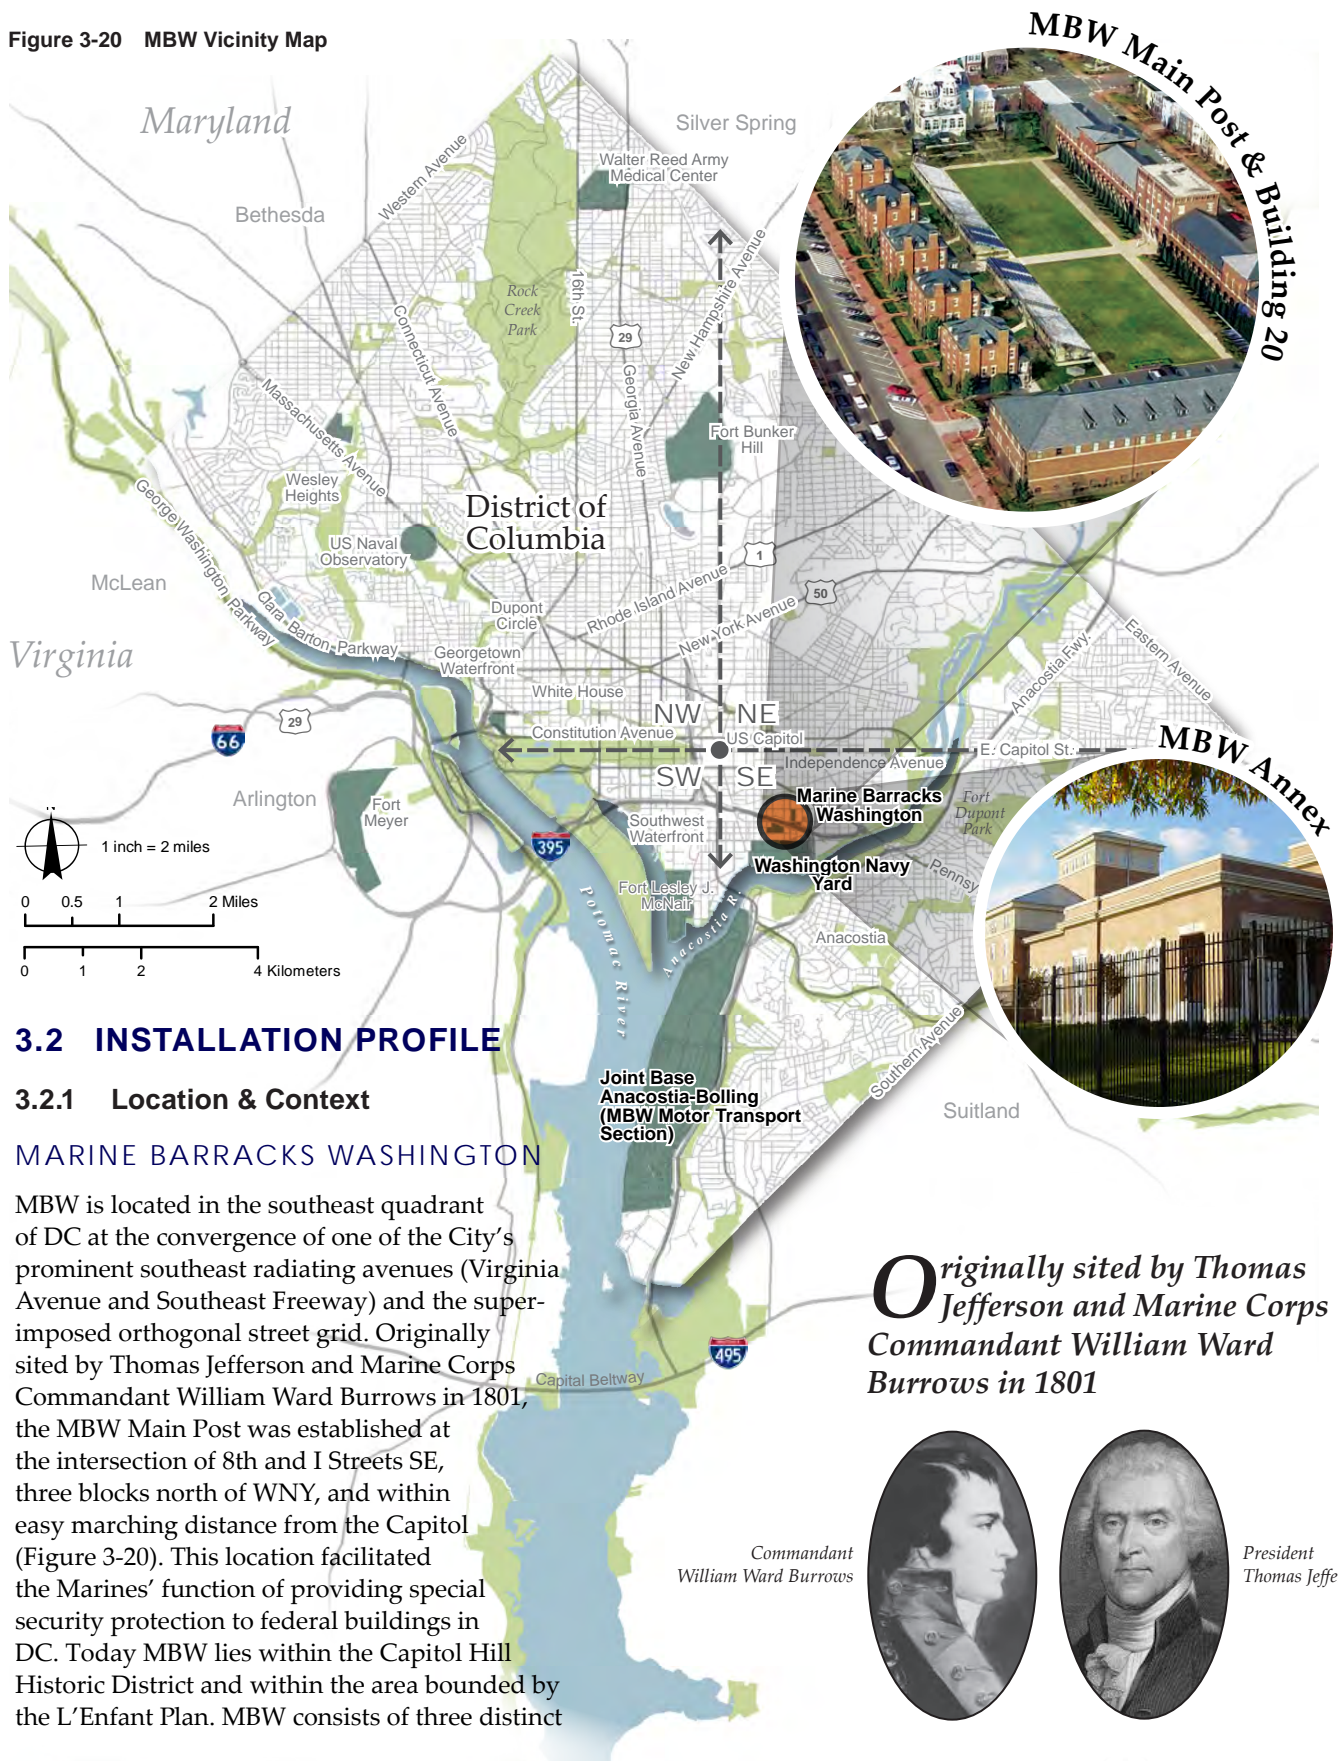 Figure 3-20 MBW Vicinity Map
MBW Main Post & Building 20
Maryland
Silver Spring
Walter Reed Army
Medical Center
Western Avenue
Bethesda
16th St.
New Hampshire Avenue
Rock
Creek
Park
Connecticut Avenue
29
Georgia Avenue
Massachusetts Avenue
Fort Bunker
Hill
Wesley
Heights
George Washington Parkway
District of
Columbia
US Naval
Observatory
1
McLean
50
Rhode Island Avenue
Clara Barton Parkway
Dupont
Circle
New York Avenue
Eastern Avenue
Virginia
Georgetown
Waterfront
Anacostia Fwy.
White House
29
66
NW
NE
Constitution Avenue
US Capitol
E. Capitol St.
Independence Avenue
MBW Annex
SW
SE
Arlington
Fort
Meyer
Marine Barracks
Washington
Fort
Dupont
Park
N
1 inch = 2 miles
395
Southwest
Waterfront
Washington Navy
Yard
Pennsy
Fort Lesley J.
McNair
0 0.5 1 2 Miles
Potomac River
Anacostia R.
Anacostia
0 1 2 4 Kilometers
3.2 INSTALLATION PROFILE
Southern Avenue
Joint Base
Anacostia-Bolling
(MBW Motor Transport
Section)
3.2.1 Location & Context
Suitland
MARINE BARRACKS WASHINGTON
MBW is located in the southeast quadrant
of DC at the convergence of one of the City's
prominent southeast radiating avenues (Virginia
Avenue and Southeast Freeway) and the super-
imposed orthogonal street grid. Originally
sited by Thomas Jefferson and Marine Corps
Commandant William Ward Burrows in 1801,
the MBW Main Post was established at
the intersection of 8th and I Streets SE,
three blocks north of WNY, and within
easy marching distance from the Capitol
(Figure 3-20). This location facilitated
the Marines' function of providing special
security protection to federal buildings in
DC. Today MBW lies within the Capitol Hill
Historic District and within the area bounded by
the L'Enfant Plan. MBW consists of three distinct
495
Capital Beltway
Originally sited by Thomas
Jefferson and Marine Corps
Commandant William Ward
Burrows in 1801
Commandant
William Ward Burrows
President
Thomas Jeffe